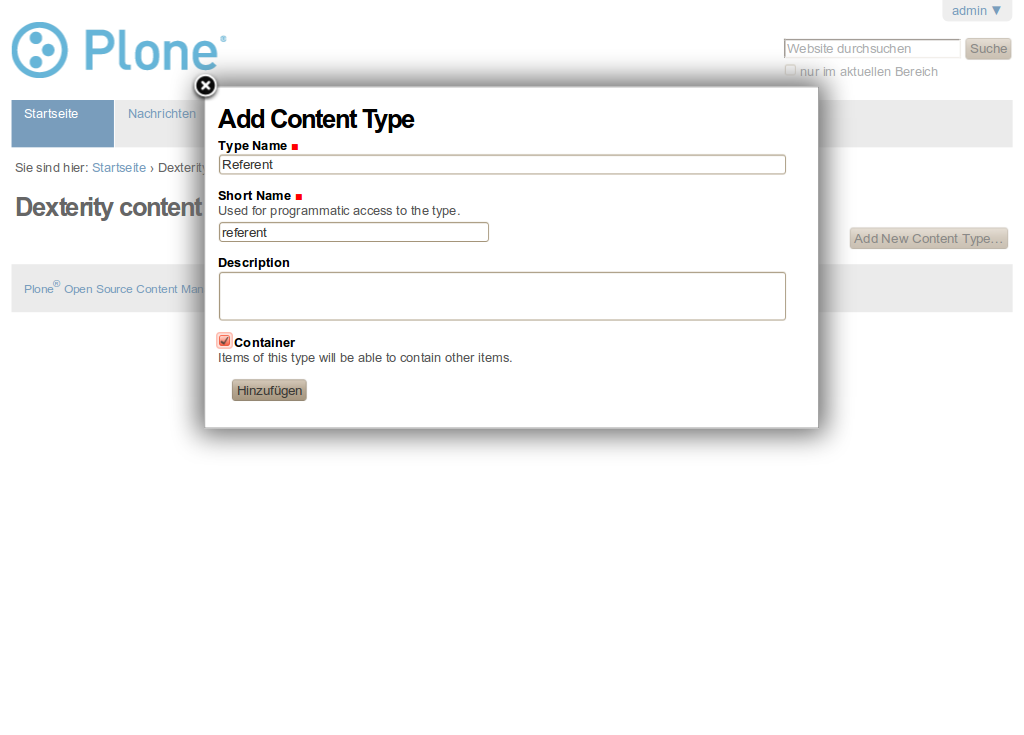 admin ▼
Plone®
Website durchsuchen
Suche
nur im aktuellen Bereich
Startseite
Nachrichten
Sie sind hier: Startseite › Dexterity
Dexterity content
Add New Content Type…
Plone® Open Source Content Man
Add Content Type
Type Name
Referent
Short Name
Used for programmatic access to the type.
referent
Description
Container
Items of this type will be able to contain other items.
Hinzufügen